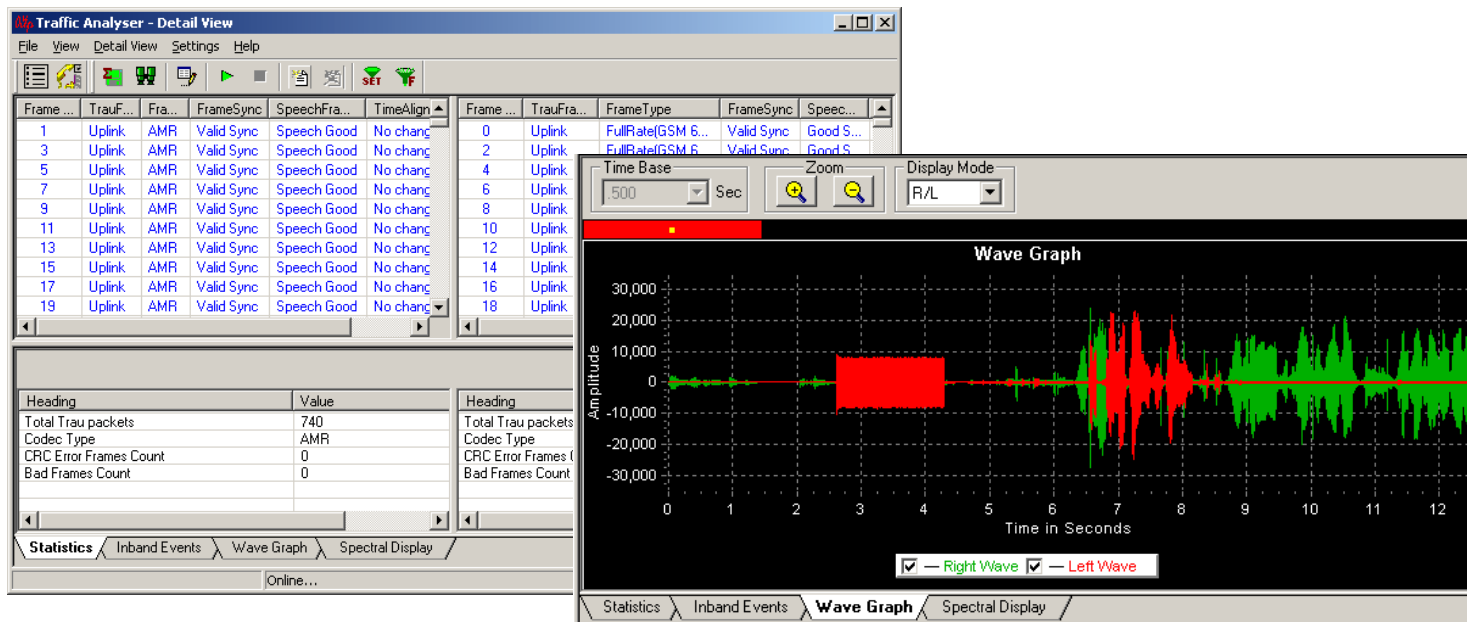 Traffic Analyser - Detail View
File View Detail View Settings Help
SET F
Frame ... TrauF... Fra... FrameSync SpeechFra... TimeAlign
1 Uplink AMR Valid Sync Speech Good No chang
3 Uplink AMR Valid Sync Speech Good No chang
5 Uplink AMR Valid Sync Speech Good No chang
7 Uplink AMR Valid Sync Speech Good No chang
9 Uplink AMR Valid Sync Speech Good No chang
11 Uplink AMR Valid Sync Speech Good No chang
13 Uplink AMR Valid Sync Speech Good No chang
15 Uplink AMR Valid Sync Speech Good No chang
17 Uplink AMR Valid Sync Speech Good No chang
19 Uplink AMR Valid Sync Speech Good No chang
Frame ... TrauFra... FrameType FrameSync Speec...
0 Uplink FullRate(GSM 6... Valid Sync Good S...
2 Uplink FullRate(GSM 6... Valid Sync Good S...
4 Uplink
6 Uplink
8 Uplink
10 Uplink
12 Uplink
14 Uplink
16 Uplink
18 Uplink
Heading Value
Total Trau packets 740
Codec Type AMR
CRC Error Frames Count 0
Bad Frames Count 0
Heading
Total Trau packets
Codec Type
CRC Error Frames (
Bad Frames Count
Statistics Inband Events Wave Graph Spectral Display
Online...
Time Base Zoom Display Mode
.500 Sec R/L
Wave Graph
30,000
20,000
10,000
0
-10,000
-20,000
-30,000
Amplitude
0 1 2 3 4 5 6 7 8 9 10 11 12
Time in Seconds
Right Wave Left Wave
Statistics Inband Events Wave Graph Spectral Display